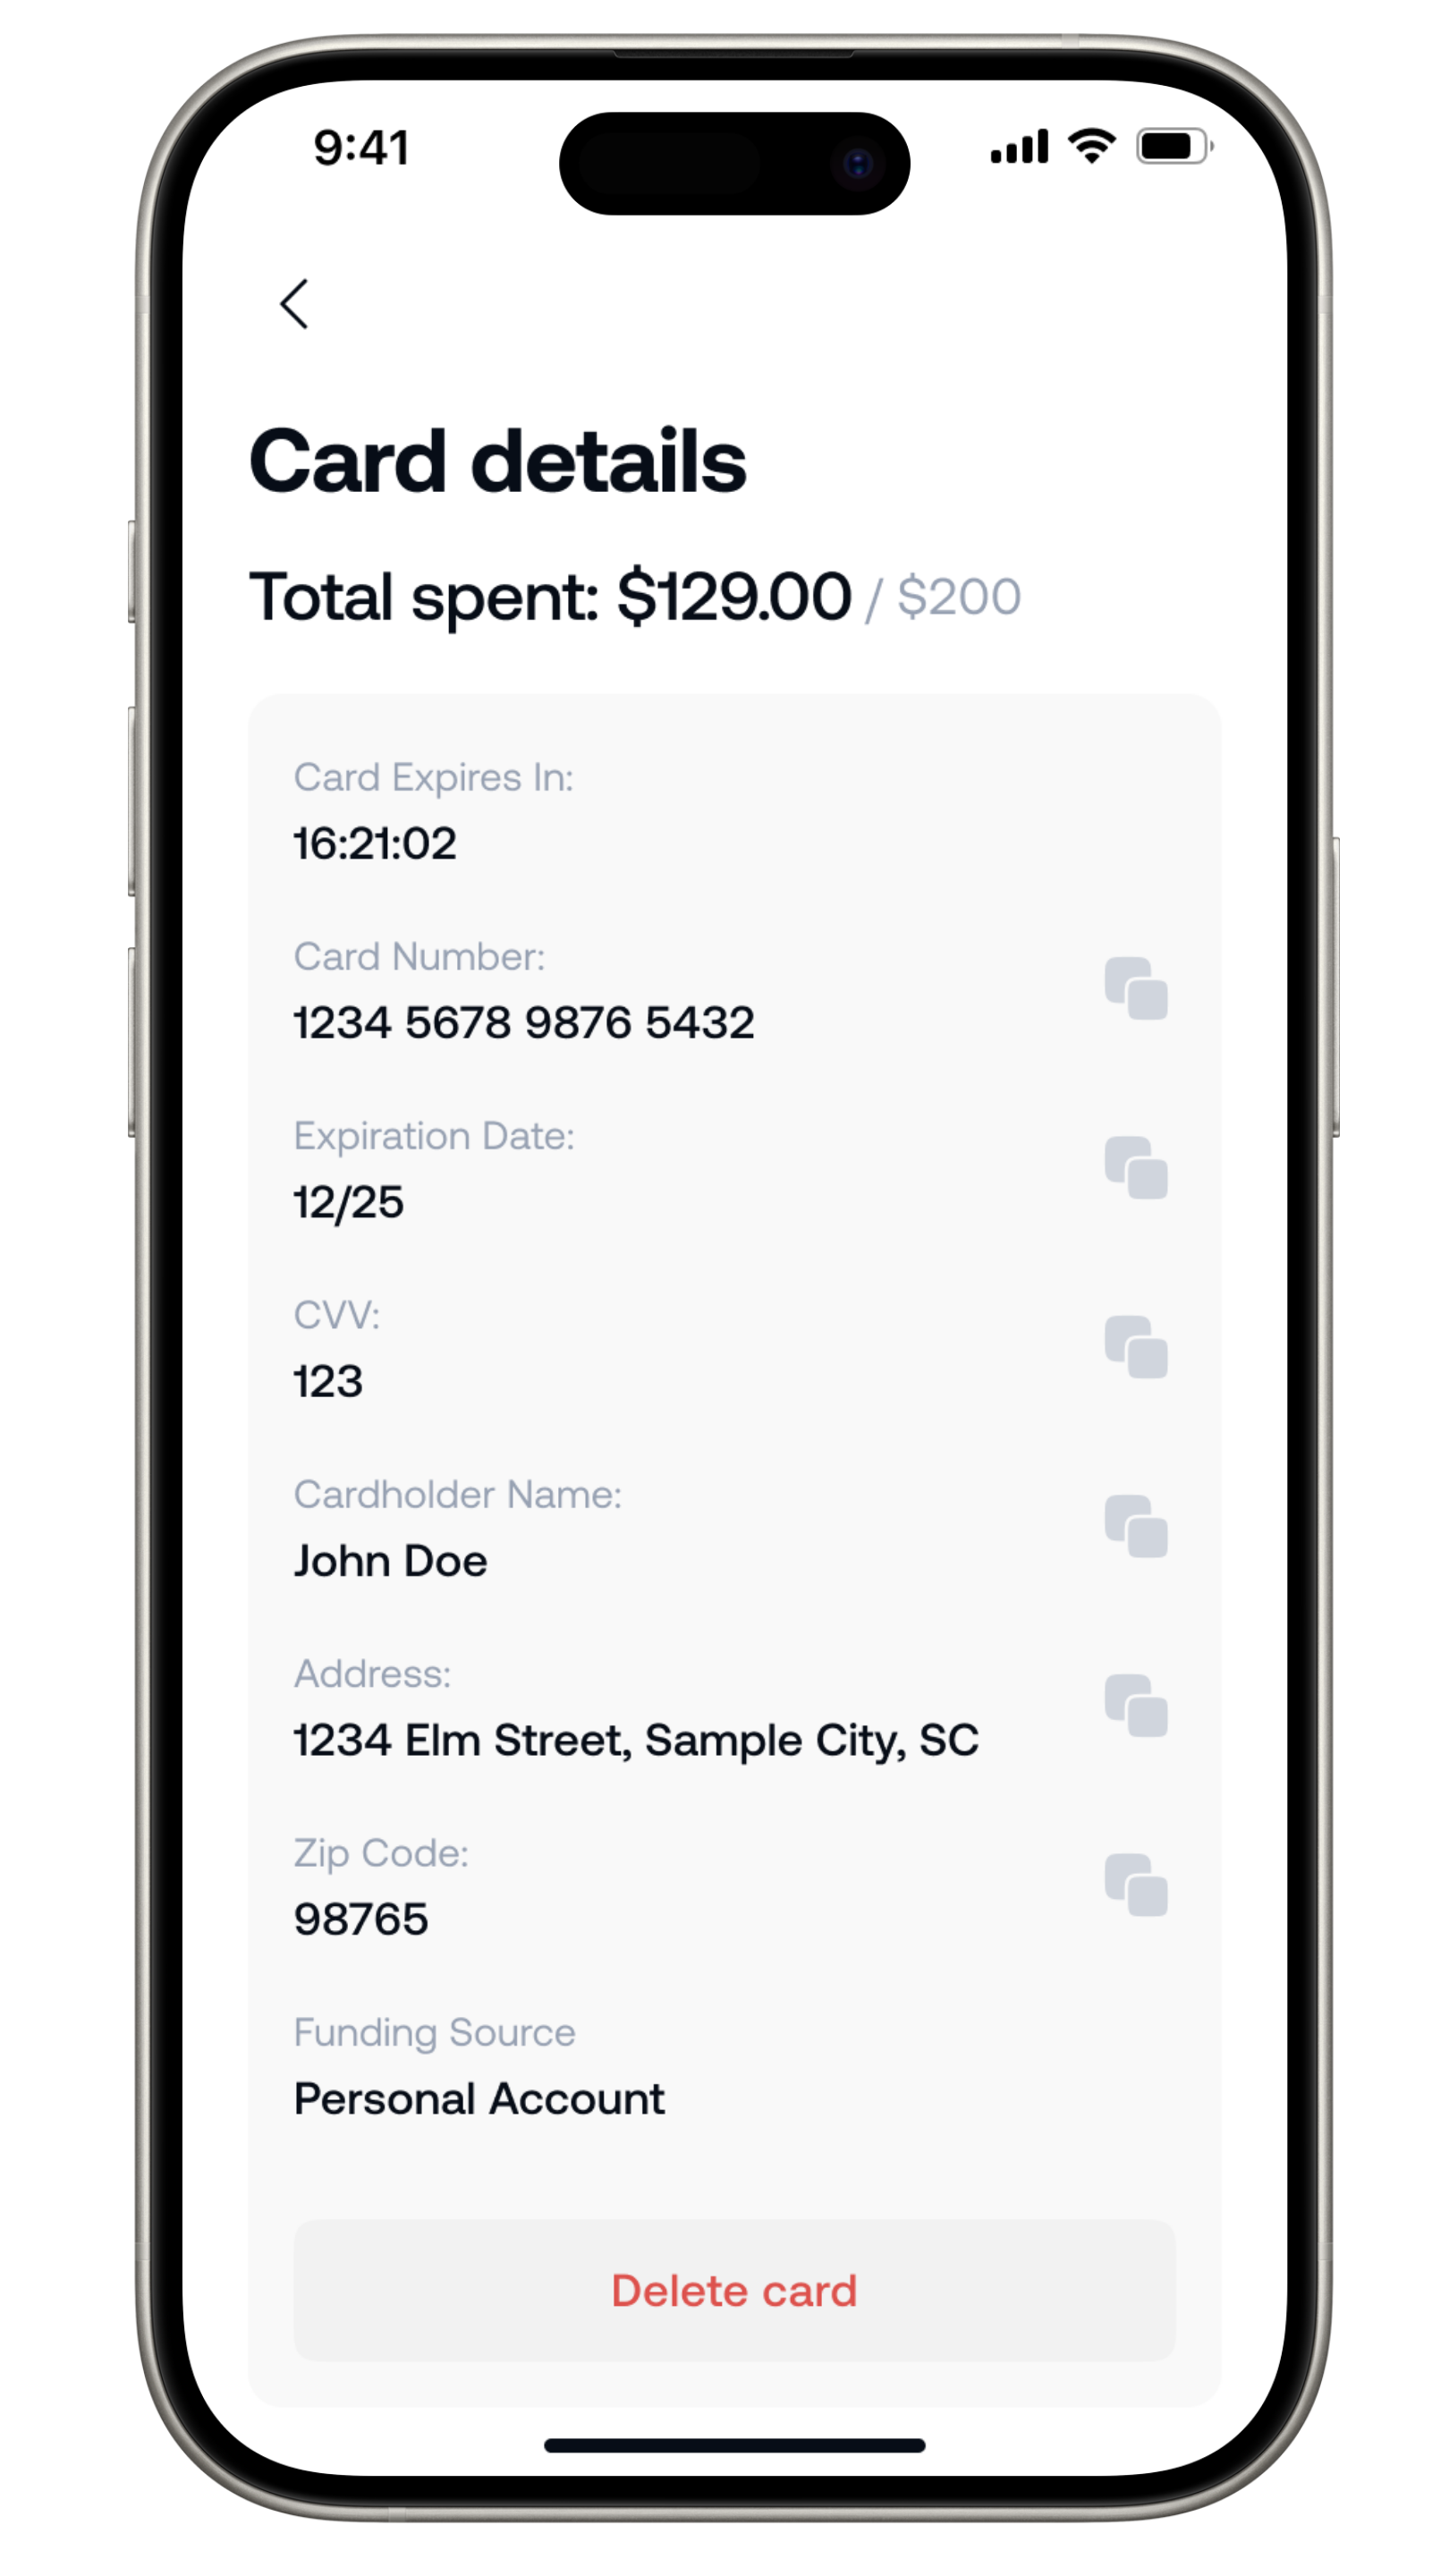 9:41
Card details
Total spent: $129.00 / $200
Card Expires In:
16:21:02
Card Number:
1234 5678 9876 5432
Expiration Date:
12/25
CVV:
123
Cardholder Name:
John Doe
Address:
1234 Elm Street, Sample City, SC
Zip Code:
98765
Funding Source
Personal Account
Delete card